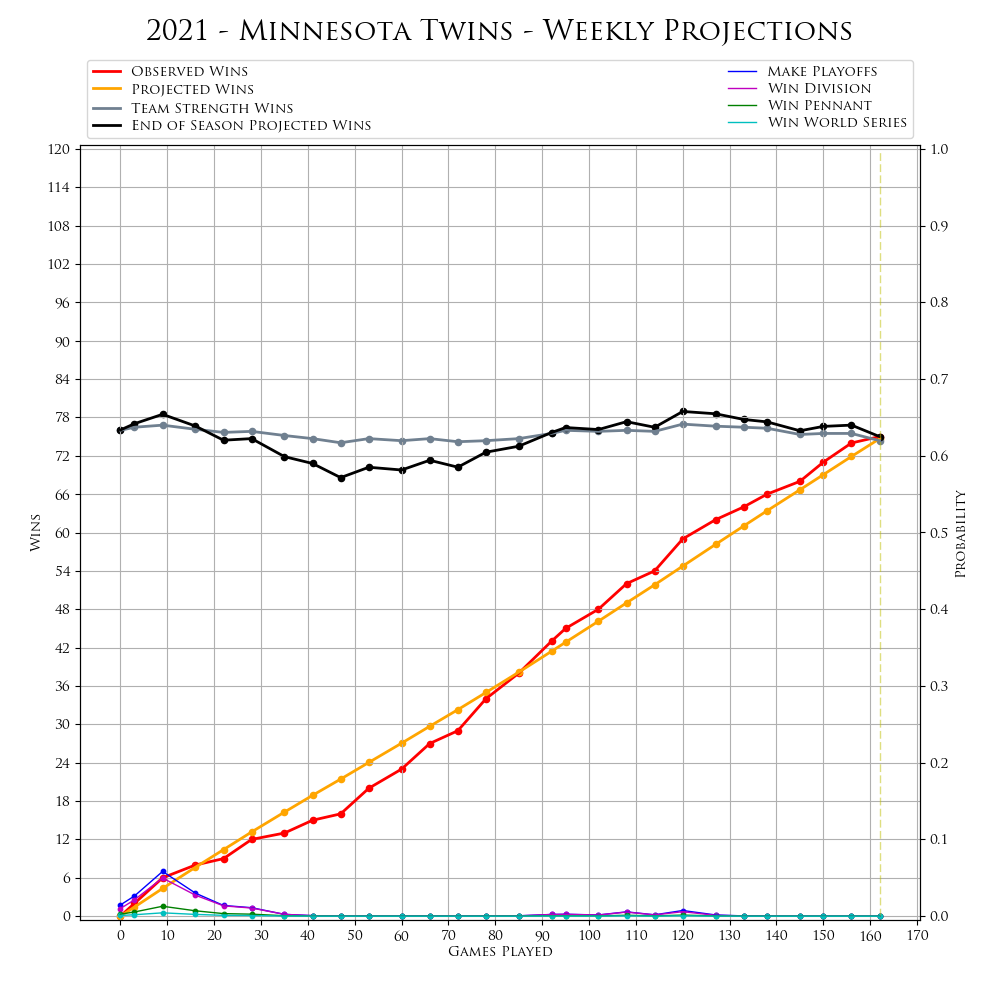 2021 - Minnesota Twins - Weekly Projections
Observed Wins
Projected Wins
Team Strength Wins
End of Season Projected Wins
Make Playoffs
Win Division
Win Pennant
Win World Series
120
114
108
102
96
90
84
78
72
66
60
54
48
42
36
30
24
18
12
6
0
Wins
1.0
0.9
0.8
0.7
0.6
0.5
0.4
0.3
0.2
0.1
0.0
Probability
0 10 20 30 40 50 60 70 80 90 100 110 120 130 140 150 160 170
Games Played